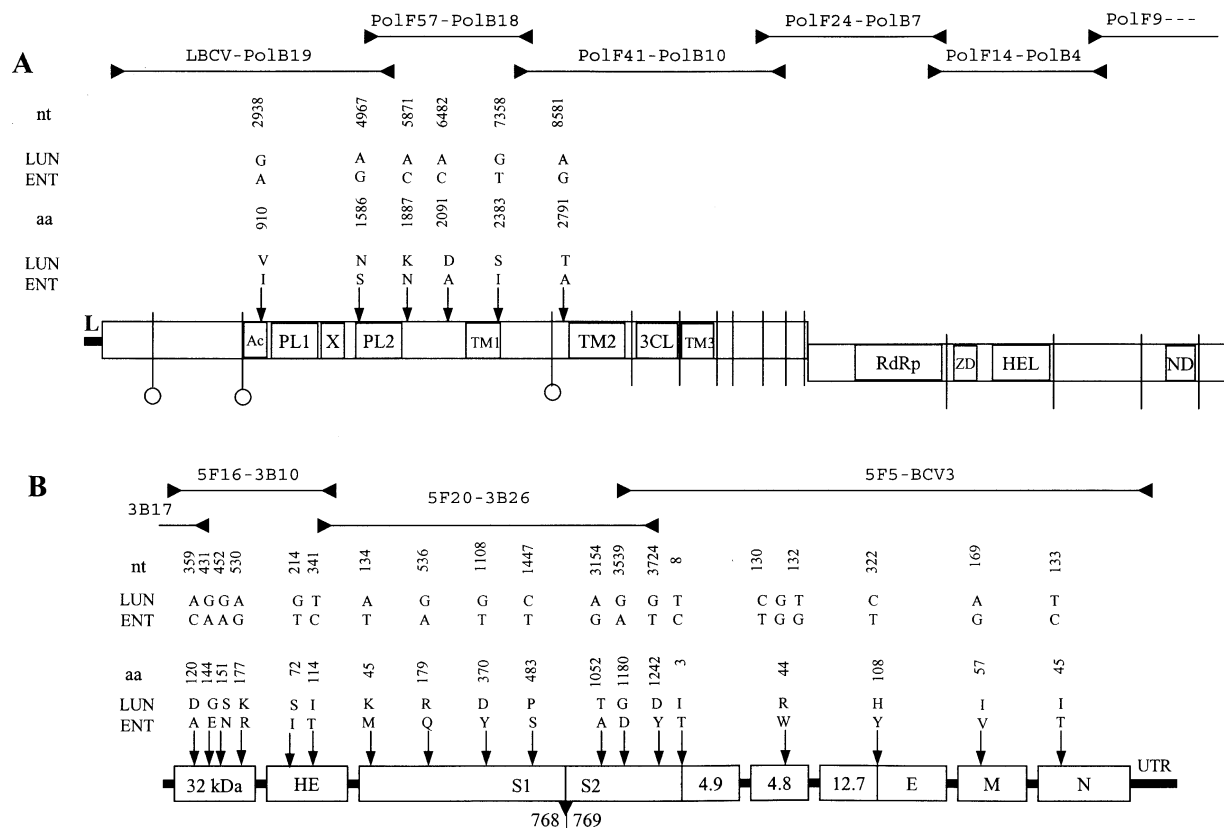 PolF57-PolB18 PolF24-PolB7 PolF9---
A LBCV-PolB19 PolF41-PolB10 PolF14-PolB4
nt 2938 4967 5871 6482 7358 8581
LUN G A A A G A
ENT A G C C T G
aa 910 1586 1887 2091 2383 2791
LUN V N K D S T
ENT I S N A I A
L
Ac PL1 X PL2 TM1 TM2 3CL TM3
RdRp ZD HEL ND
B 5F16-3B10 5F20-3B26 5F5-BCV3
3B17
nt 359 431 452 530 214 341 134 536 1108 1447 3154 3539 3724 8 130 132 322 169 133
LUN A G G A G T A G G C A G G T C G T C A T
ENT C A A G T C T A T T G A T C T G G T G C
aa 120 144 151 177 72 114 45 179 370 483 1052 1180 1242 3 44 108 57 45
LUN D G S K S I K R D P T G D I R H I I
ENT A E N R I T M Q Y S A D Y T W Y V T
32 kDa HE S1 S2 4.9 4.8 12.7 E M N UTR
768 769